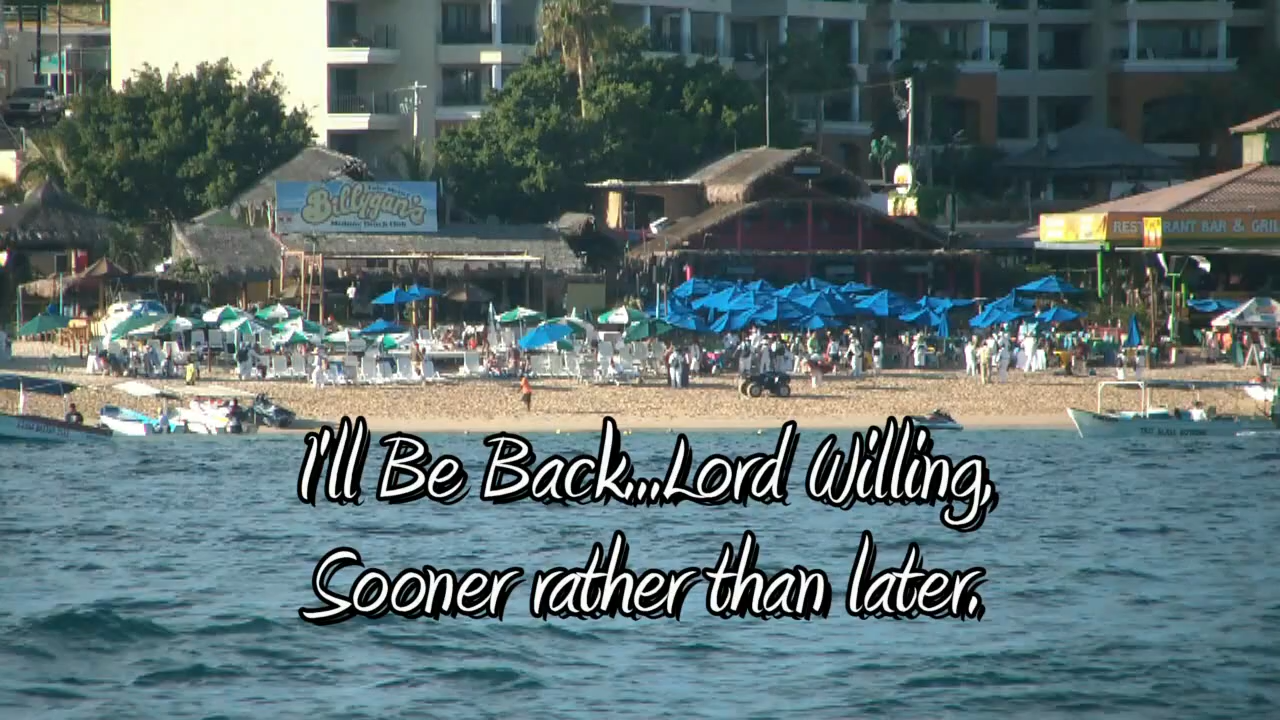 Billygan's
RESTAURANT BAR & GRILL
I'll Be Back...Lord Willing,
Sooner rather than later.